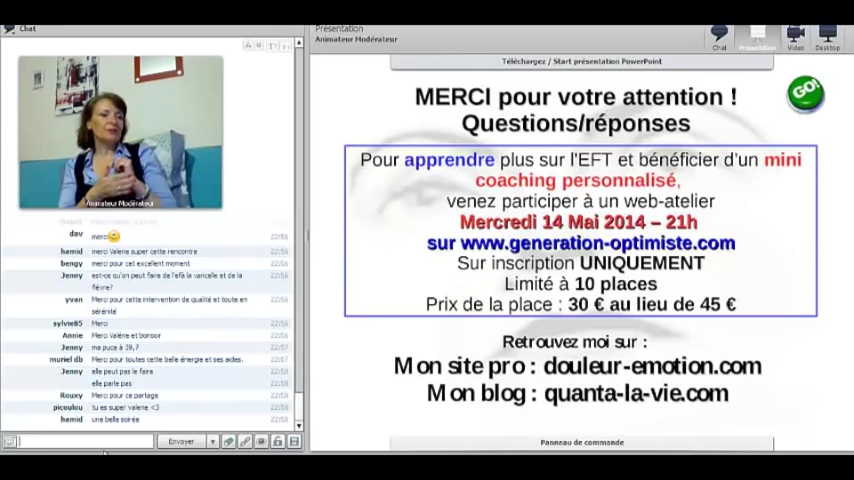 Chat
Animateur Modérateur
dav
merci
22:56
hamid
merci Valerie super cette rencontre
22:56
bengy
merci pour cet excellent moment
22:56
Jenny
est-ce qu'on peut faire de l'efà la varicelle et de la
fièvre?
22:56
yvan
Merci pour cette intervention de qualité et toute en
sérénité
22:56
sylvie85
Merci
22:56
Annie
Merci Valérie et bonsoir
22:56
Jenny
ma puce à 39,7
22:57
muriel db
Merci pour toutes cette belle énergie et ses aides.
22:57
Jenny
elle peut pas le faire
22:58
elle parle pas
Rouxy
Merci pour ce partage
22:58
picoulou
tu es super valerie <3
22:58
hamid
une belle soirée
22:58
Envoyer
Présentation
Animateur Modérateur
Chat
Présentation
Video
Desktop
Téléchargez / Start présentation PowerPoint
GO!
MERCI pour votre attention !
Questions/réponses
Pour apprendre plus sur l'EFT et bénéficier d'un mini
coaching personnalisé,
venez participer à un web-atelier
Mercredi 14 Mai 2014 – 21h
sur www.generation-optimiste.com
Sur inscription UNIQUEMENT
Limité à 10 places
Prix de la place : 30 € au lieu de 45 €
Retrouvez moi sur :
Mon site pro : douleur-emotion.com
Mon blog : quanta-la-vie.com
Panneau de commande